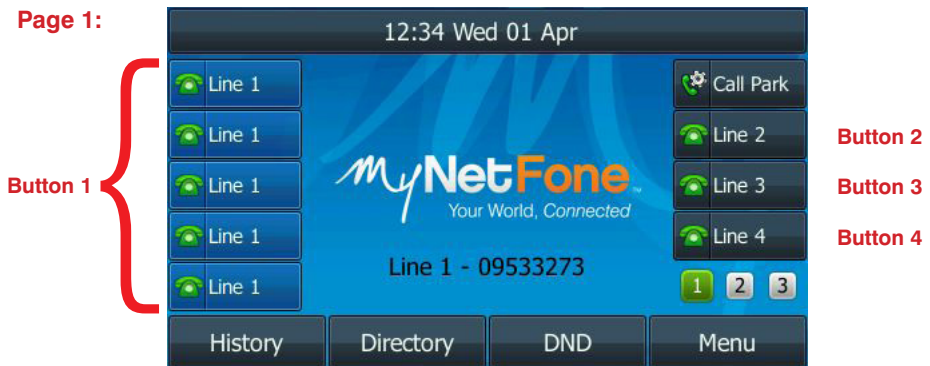 Page 1:
12:34 Wed 01 Apr
Line 1
Call Park
Line 1
Line 2
Button 2
Button 1
Line 1
MyNetFone™
Line 3
Button 3
Your World, Connected
Line 1
Line 4
Button 4
Line 1 - 09533273
Line 1
1 2 3
History Directory DND Menu